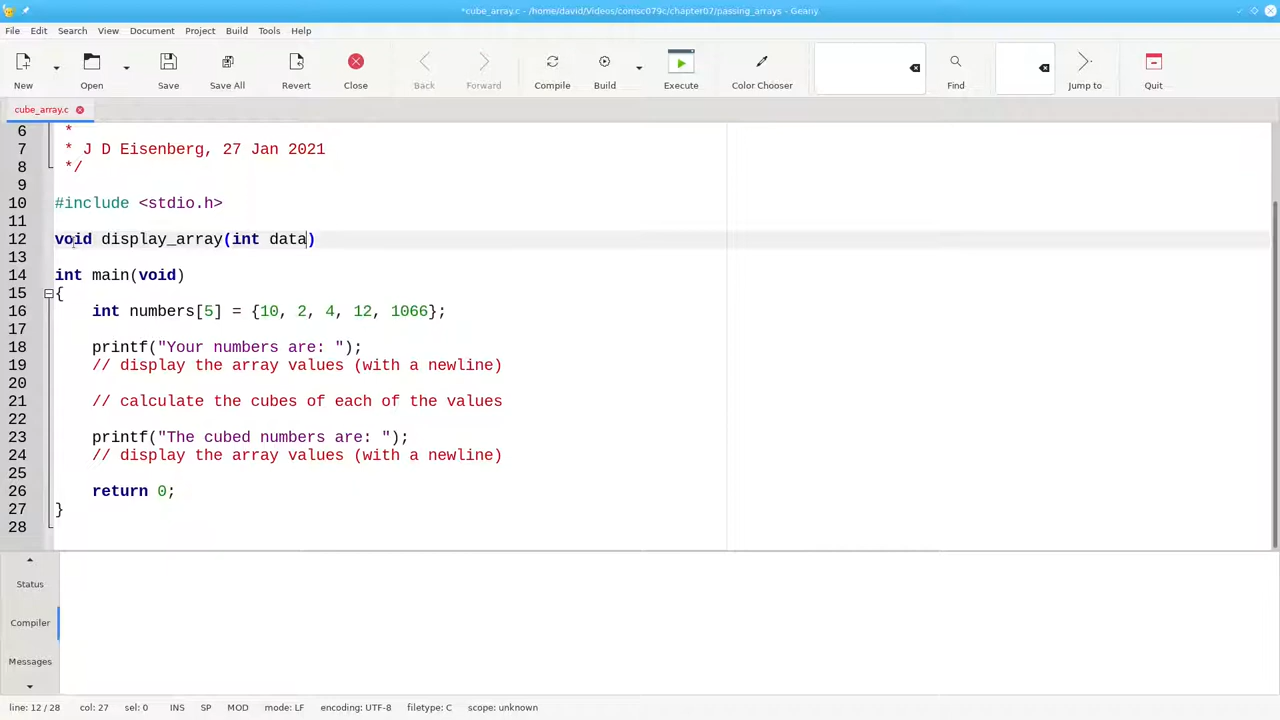 *cube_array.c - /home/david/Videos/comsc079c/chapter07/passing_arrays - Geany
File Edit Search View Document Project Build Tools Help
New Open Save Save All Revert Close Back Forward Compile Build Execute Color Chooser Find Jump to Quit
cube_array.c
6 *
7 * J D Eisenberg, 27 Jan 2021
8 */
9
10 #include <stdio.h>
11
12 void display_array(int data)
13
14 int main(void)
15 {
16 int numbers[5] = {10, 2, 4, 12, 1066};
17
18 printf("Your numbers are: ");
19 // display the array values (with a newline)
20
21 // calculate the cubes of each of the values
22
23 printf("The cubed numbers are: ");
24 // display the array values (with a newline)
25
26 return 0;
27 }
28
Status
Compiler
Messages
line: 12 / 28 col: 27 sel: 0 INS SP MOD mode: LF encoding: UTF-8 filetype: C scope: unknown